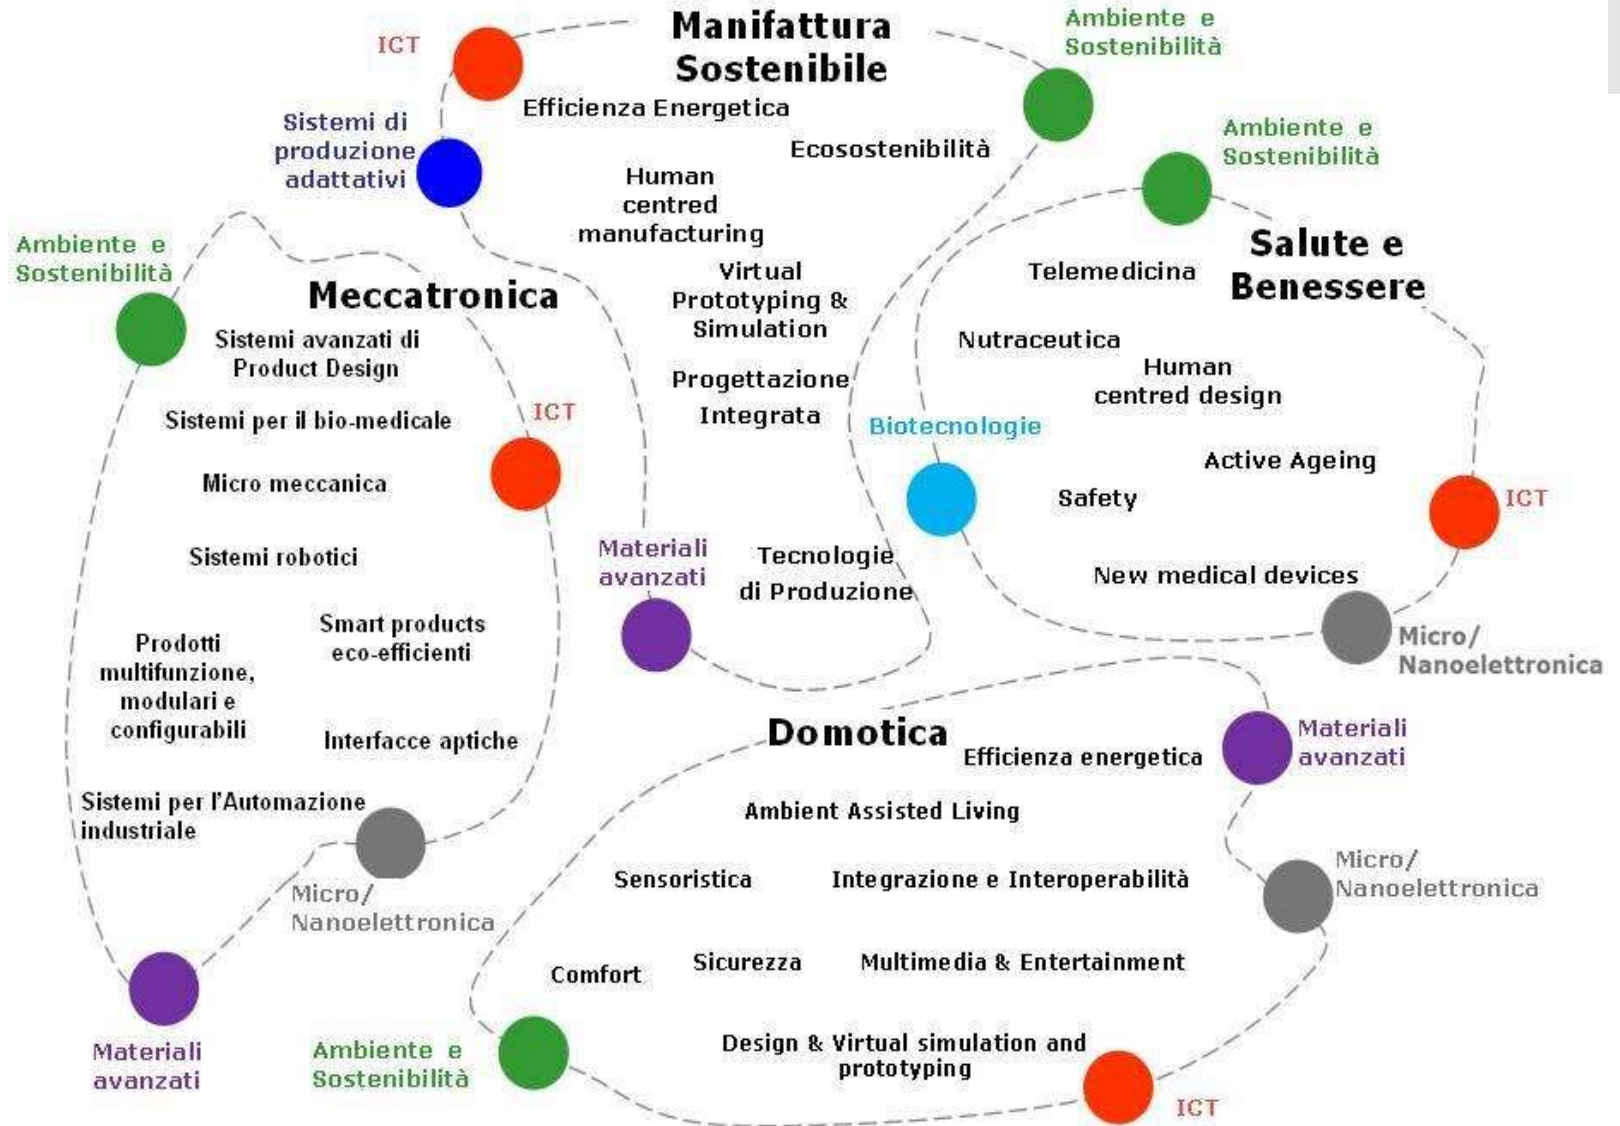 ICT
Manifattura
Sostenibile
Ambiente e
Sostenibilità
Efficienza Energetica
Sistemi di
produzione
adattativi
Ecosostenibilità
Human
centred
manufacturing
Virtual
Prototyping &
Simulation
Progettazione
Integrata
Materiali
avanzati
Tecnologie
di Produzione
Ambiente e
Sostenibilità
Salute e
Benessere
Telemedicina
Nutraceutica
Human
centred design
Biotecnologie
Active Ageing
Safety
ICT
New medical devices
Micro/
Nanoelettronica
Ambiente e
Sostenibilità
Meccatronica
Sistemi avanzati di
Product Design
ICT
Sistemi per il bio-medicale
Micro meccanica
Sistemi robotici
Smart products
eco-efficienti
Prodotti
multifunzione,
modulari e
configurabili
Interfacce aptiche
Sistemi per l'Automazione
industriale
Micro/
Nanoelettronica
Materiali
avanzati
Domotica
Materiali
avanzati
Efficienza energetica
Ambient Assisted Living
Micro/
Nanoelettronica
Sensoristica
Integrazione e Interoperabilità
Comfort
Sicurezza
Multimedia & Entertainment
Ambiente e
Sostenibilità
Design & Virtual simulation and
prototyping
ICT